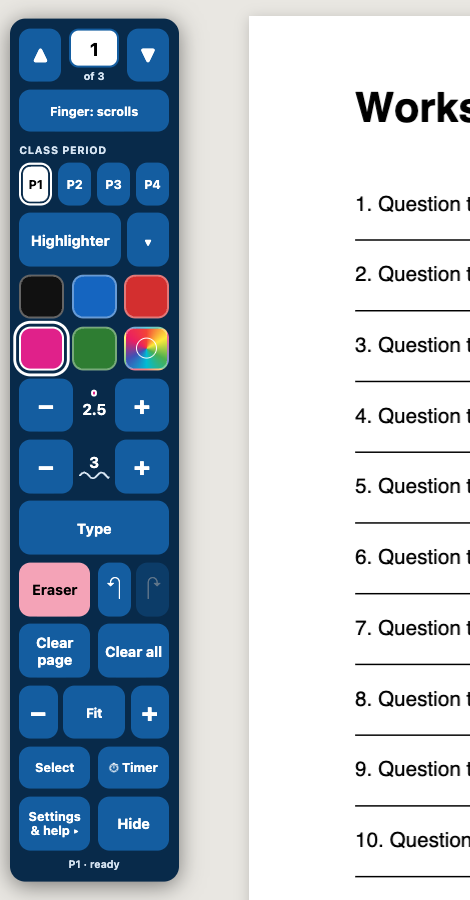 ▲ 1 ▼
of 3
Finger: scrolls
CLASS PERIOD
P1 P2 P3 P4
Highlighter ▼
− 2.5 +
− 3 +
Type
Eraser
Clear page
Clear all
− Fit +
Select
⏱ Timer
Settings & help ▸
Hide
P1 · ready
Works
1. Question t
2. Question t
3. Question t
4. Question t
5. Question t
6. Question t
7. Question t
8. Question t
9. Question t
10. Question